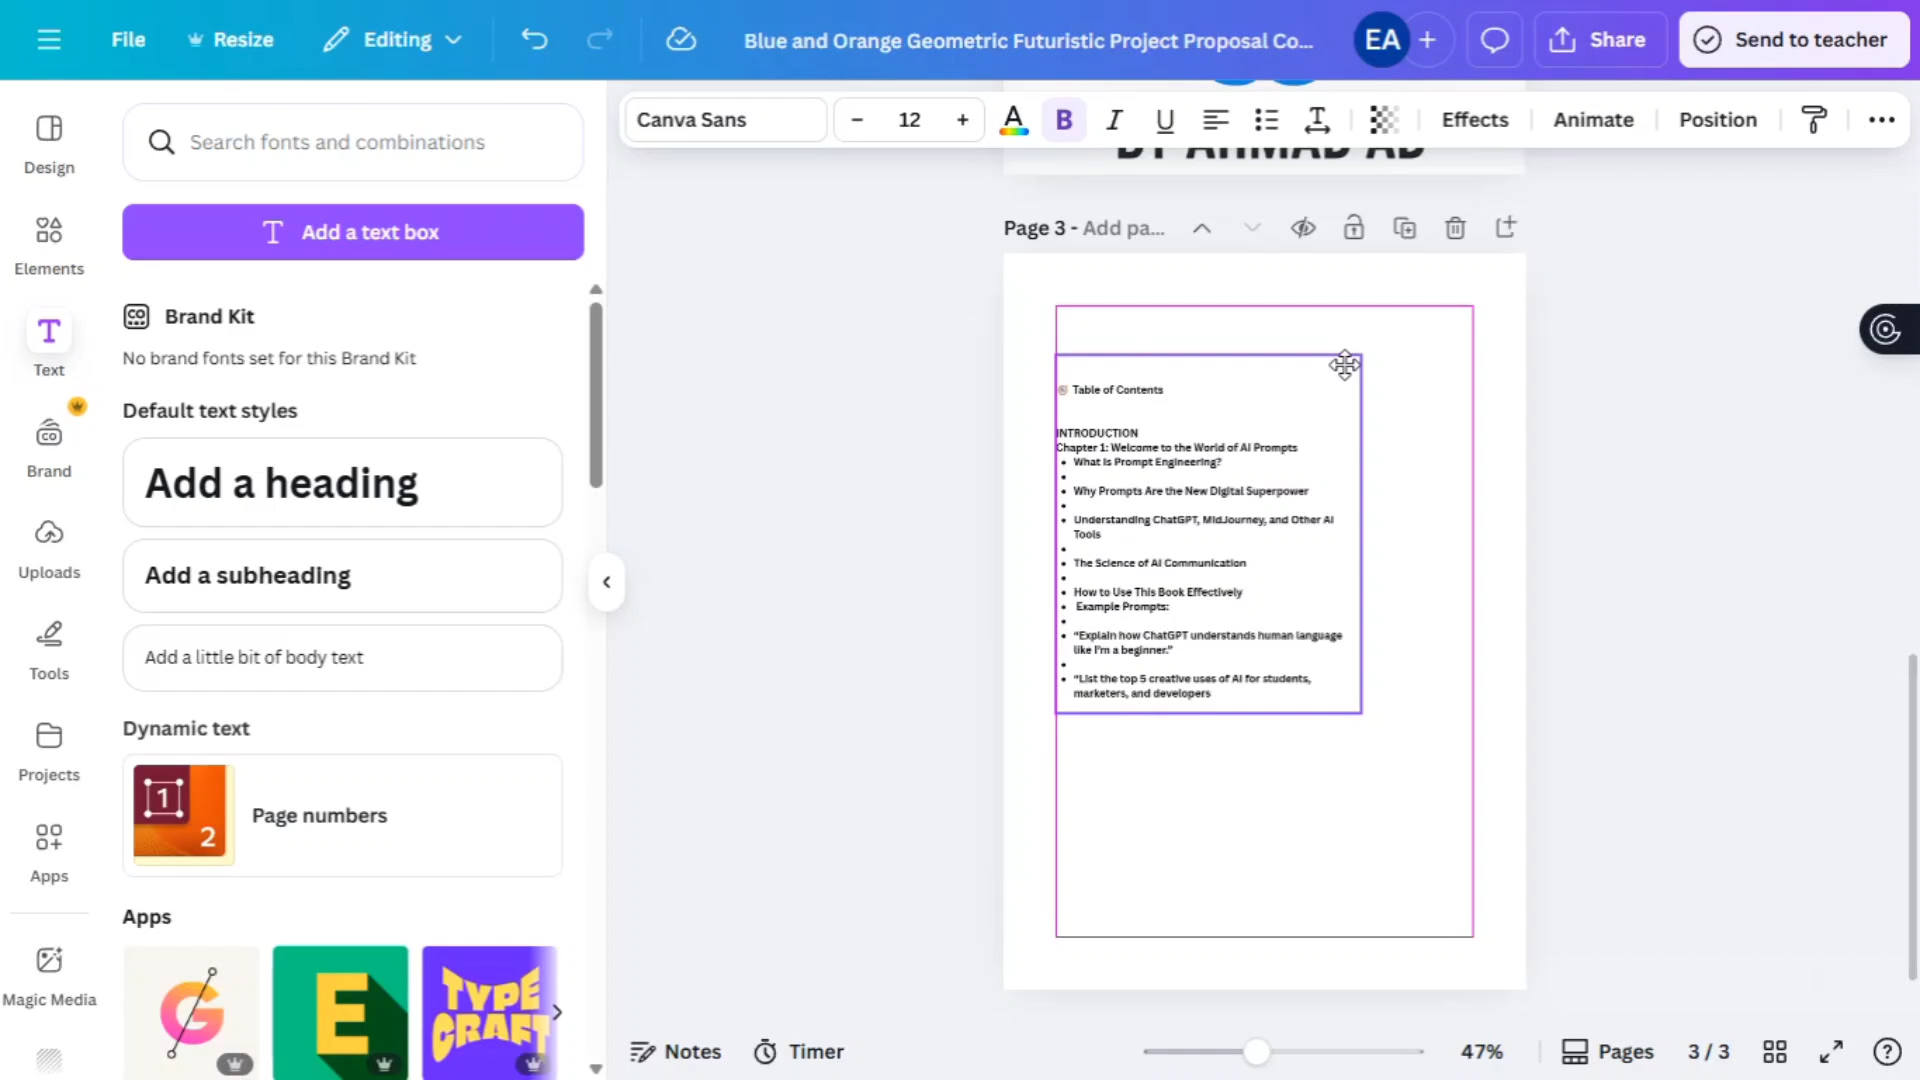 File
Resize
Editing
Blue and Orange Geometric Futuristic Project Proposal Co...
EA
Share
Send to teacher
Canva Sans
12
A
B
I
U
Effects
Animate
Position
Design
Elements
Text
Brand
Uploads
Tools
Projects
Apps
Magic Media
Search fonts and combinations
Add a text box
Brand Kit
No brand fonts set for this Brand Kit
Default text styles
Add a heading
Add a subheading
Add a little bit of body text
Dynamic text
1
2
Page numbers
Apps
G
E
TYPE
CRAFT
BY AHMAD AB
Page 3 - Add pa...
Table of Contents
INTRODUCTION
Chapter 1: Welcome to the World of AI Prompts
• What Is Prompt Engineering?
•
• Why Prompts Are the New Digital Superpower
•
• Understanding ChatGPT, MidJourney, and Other AI
Tools
•
• The Science of AI Communication
•
• How to Use This Book Effectively
• Example Prompts:
•
• “Explain how ChatGPT understands human language
like I’m a beginner.”
•
• “List the top 5 creative uses of AI for students,
marketers, and developers
Notes
Timer
47%
Pages
3 / 3